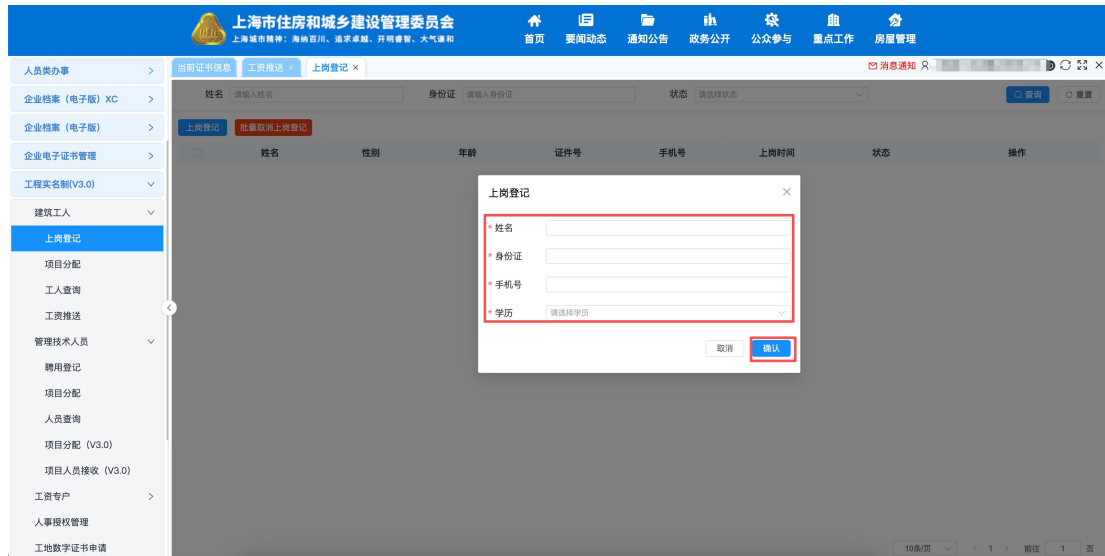 上海市住房和城乡建设管理委员会
上海城市精神：海纳百川、追求卓越、开明睿智、大气谦和
首页 要闻动态 通知公告 政务公开 公众参与 重点工作 房屋管理
人员类办事
企业档案（电子版）XC
企业档案（电子版）
企业电子证书管理
工程实名制(V3.0)
建筑工人
上岗登记
项目分配
工人查询
工资推送
管理技术人员
聘用登记
项目分配
人员查询
项目分配（V3.0）
项目人员接收（V3.0）
工资专户
人事授权管理
工地数字证书申请
当前证书信息 工资推送 × 上岗登记 × 消息通知
姓名 请输入姓名 身份证 请输入身份证 状态 请选择状态 查询 重置
上岗登记 批量取消上岗登记
姓名 性别 年龄 证件号 手机号 上岗时间 状态 操作
上岗登记
* 姓名
* 身份证
* 手机号
* 学历 请选择学历
取消 确认
10条/页 < 1 > 前往 1 页